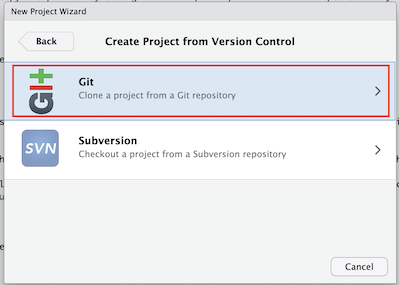 New Project Wizard
Back
Create Project from Version Control
Git
Git
Clone a project from a Git repository
SVN
Subversion
Checkout a project from a Subversion repository
Cancel